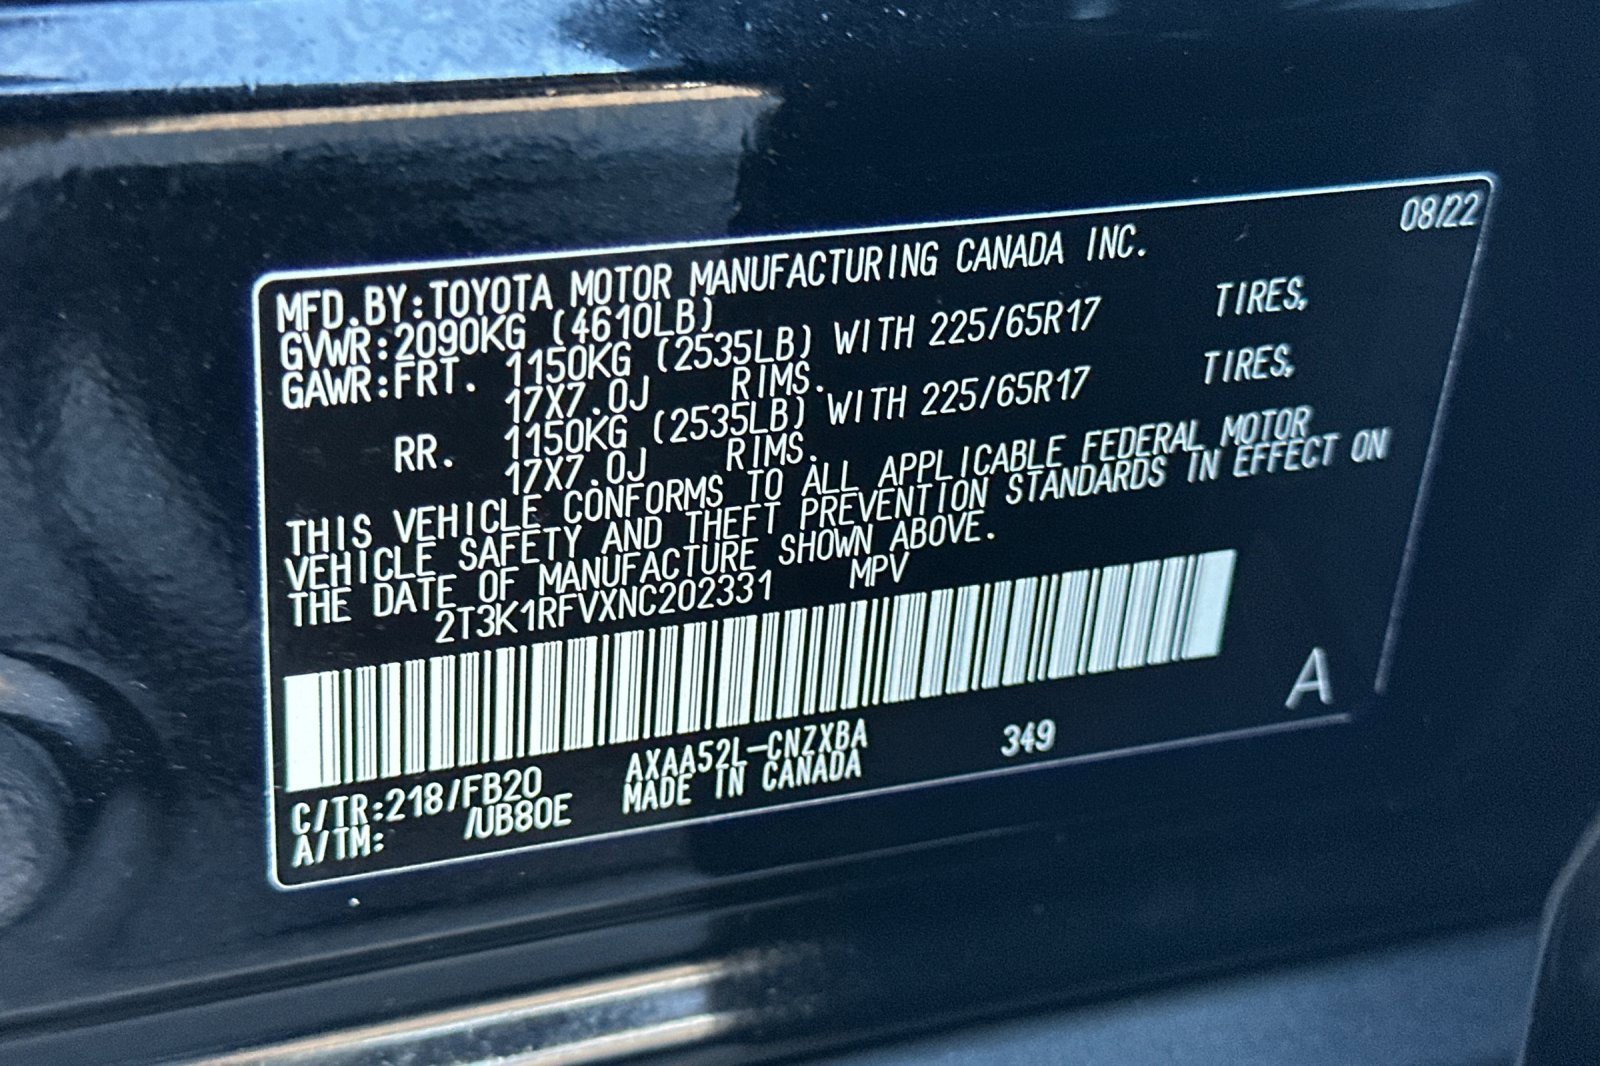 08/22
MFD.BY:TOYOTA MOTOR MANUFACTURING CANADA INC.
GVWR:2090KG (4610LB)
GAWR:FRT. 1150KG (2535LB) WITH 225/65R17 TIRES,
17X7.0J RIMS.
RR. 1150KG (2535LB) WITH 225/65R17 TIRES,
17X7.0J RIMS.
THIS VEHICLE CONFORMS TO ALL APPLICABLE FEDERAL MOTOR
VEHICLE SAFETY AND THEFT PREVENTION STANDARDS IN EFFECT ON
THE DATE OF MANUFACTURE SHOWN ABOVE.
2T3K1RFVXNC202331 MPV
A
C/TR:218/FB20 AXAA52L-CNZXBA 349
A/TM: /UB80E MADE IN CANADA